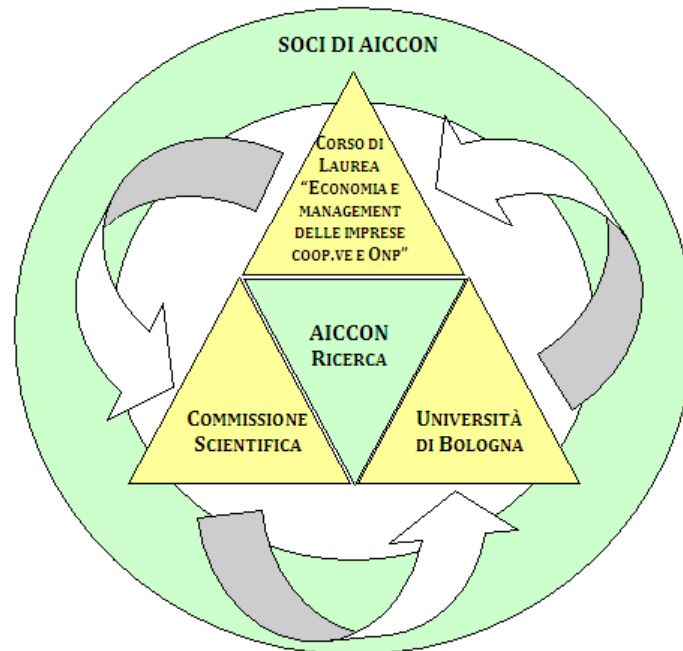 SOCI DI AICCON
CORSO DI
LAUREA
“ECONOMIA E
MANAGEMENT
DELLE IMPRESE
COOP.VE E ONP”
AICCON
RICERCA
COMMISSIONE
SCIENTIFICA
UNIVERSITÀ
DI BOLOGNA